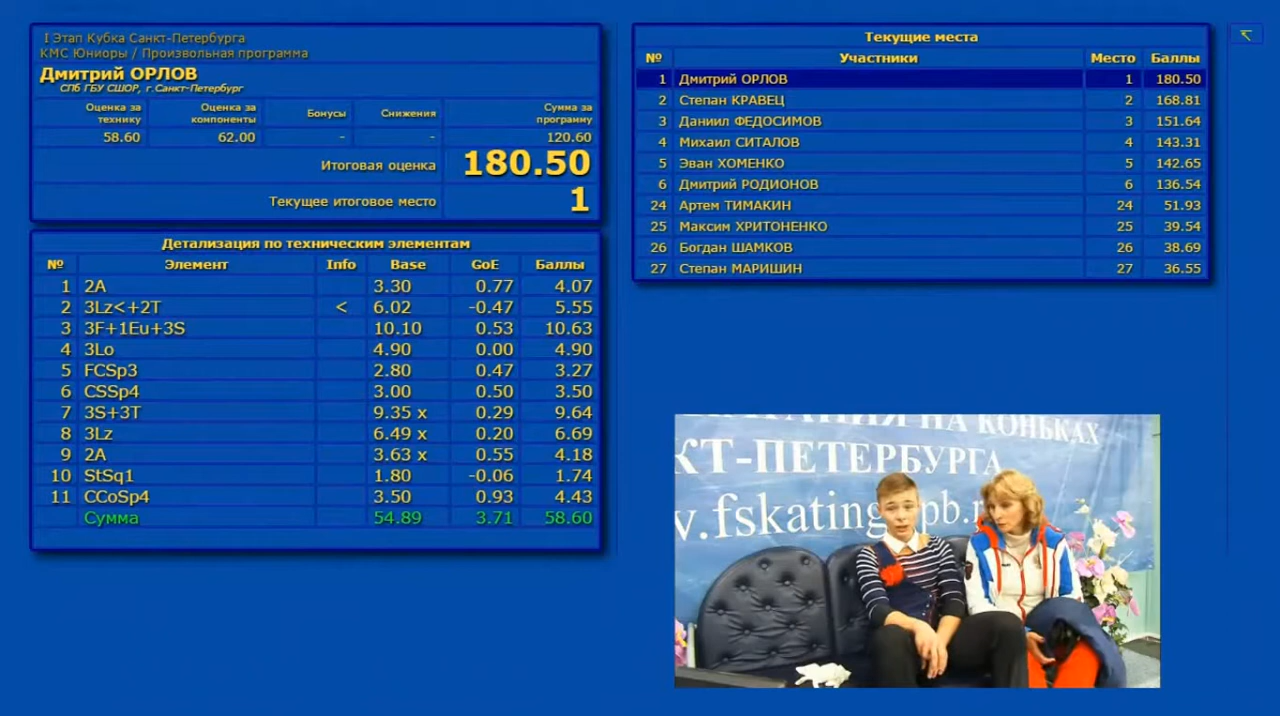 I Этап Кубка Санкт-Петербурга
КМС Юниоры / Произвольная программа
Дмитрий ОРЛОВ
СПб ГБУ СШОР, г.Санкт-Петербург
Оценка за технику Оценка за компоненты Бонусы Снижения Сумма за программу
58.60 62.00 - - 120.60
Итоговая оценка 180.50
Текущее итоговое место 1
Детализация по техническим элементам
№ Элемент Info Base GoE Баллы
1 2A 3.30 0.77 4.07
2 3Lz<+2T < 6.02 -0.47 5.55
3 3F+1Eu+3S 10.10 0.53 10.63
4 3Lo 4.90 0.00 4.90
5 FCSp3 2.80 0.47 3.27
6 CSSp4 3.00 0.50 3.50
7 3S+3T 9.35 x 0.29 9.64
8 3Lz 6.49 x 0.20 6.69
9 2A 3.63 x 0.55 4.18
10 StSq1 1.80 -0.06 1.74
11 CCoSp4 3.50 0.93 4.43
Сумма 54.89 3.71 58.60
Текущие места
№ Участники Место Баллы
1 Дмитрий ОРЛОВ 1 180.50
2 Степан КРАВЕЦ 2 168.81
3 Даниил ФЕДОСИМОВ 3 151.64
4 Михаил СИТАЛОВ 4 143.31
5 Эван ХОМЕНКО 5 142.65
6 Дмитрий РОДИОНОВ 6 136.54
24 Артем ТИМАКИН 24 51.93
25 Максим ХРИТОНЕНКО 25 39.54
26 Богдан ШАМКОВ 26 38.69
27 Степан МАРИШИН 27 36.55
НА КОНЬКАХ
КТ-ПЕТЕРБУРГА
v.fskating pb.r